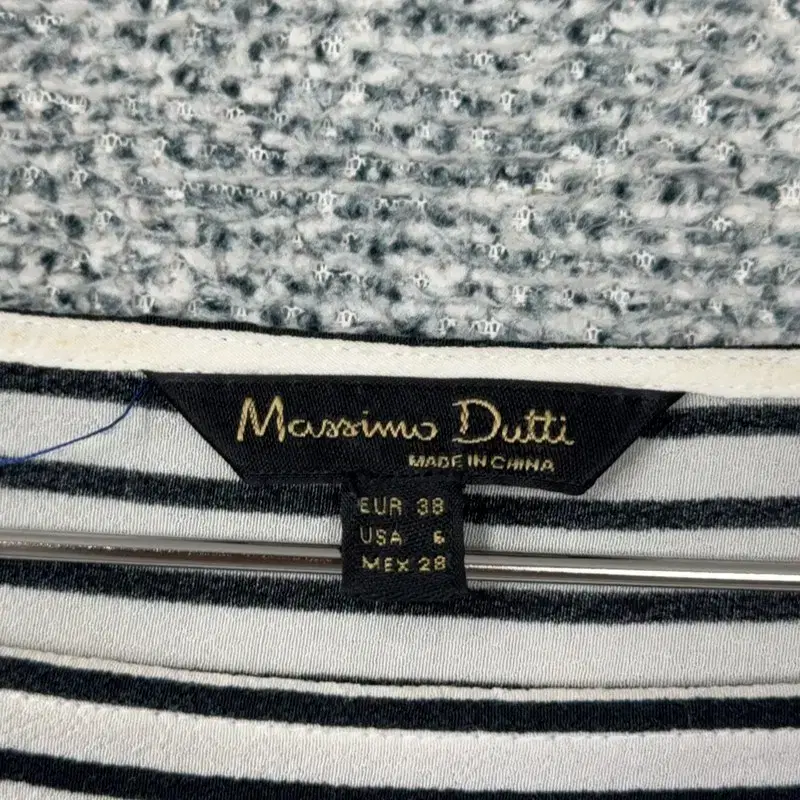 Massimo Dutti
MADE IN CHINA
EUR 38
USA 6
MEX 28